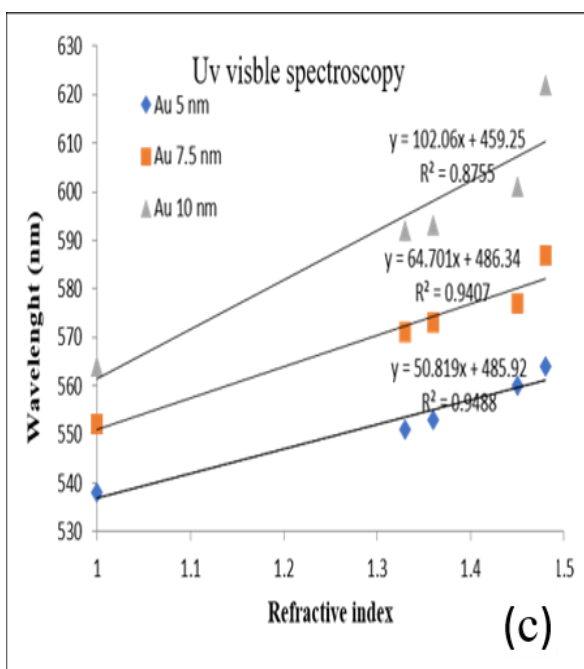 Uv visble spectroscopy
Au 5 nm
Au 7.5 nm
Au 10 nm
y = 102.06x + 459.25
R² = 0.8755
y = 64.701x + 486.34
R² = 0.9407
y = 50.819x + 485.92
R² = 0.9488
Wavelenght (nm)
630
620
610
600
590
580
570
560
550
540
530
1 1.1 1.2 1.3 1.4 1.5
Refractive index
(c)